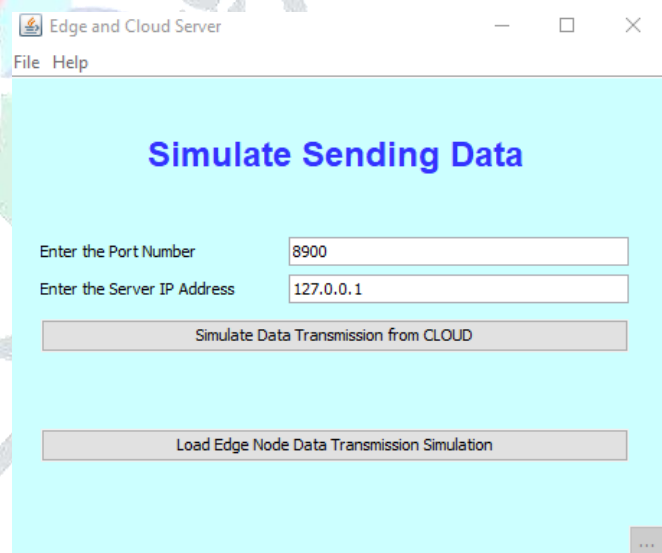 Edge and Cloud Server
File Help
Simulate Sending Data
Enter the Port Number 8900
Enter the Server IP Address 127.0.0.1
Simulate Data Transmission from CLOUD
Load Edge Node Data Transmission Simulation
...